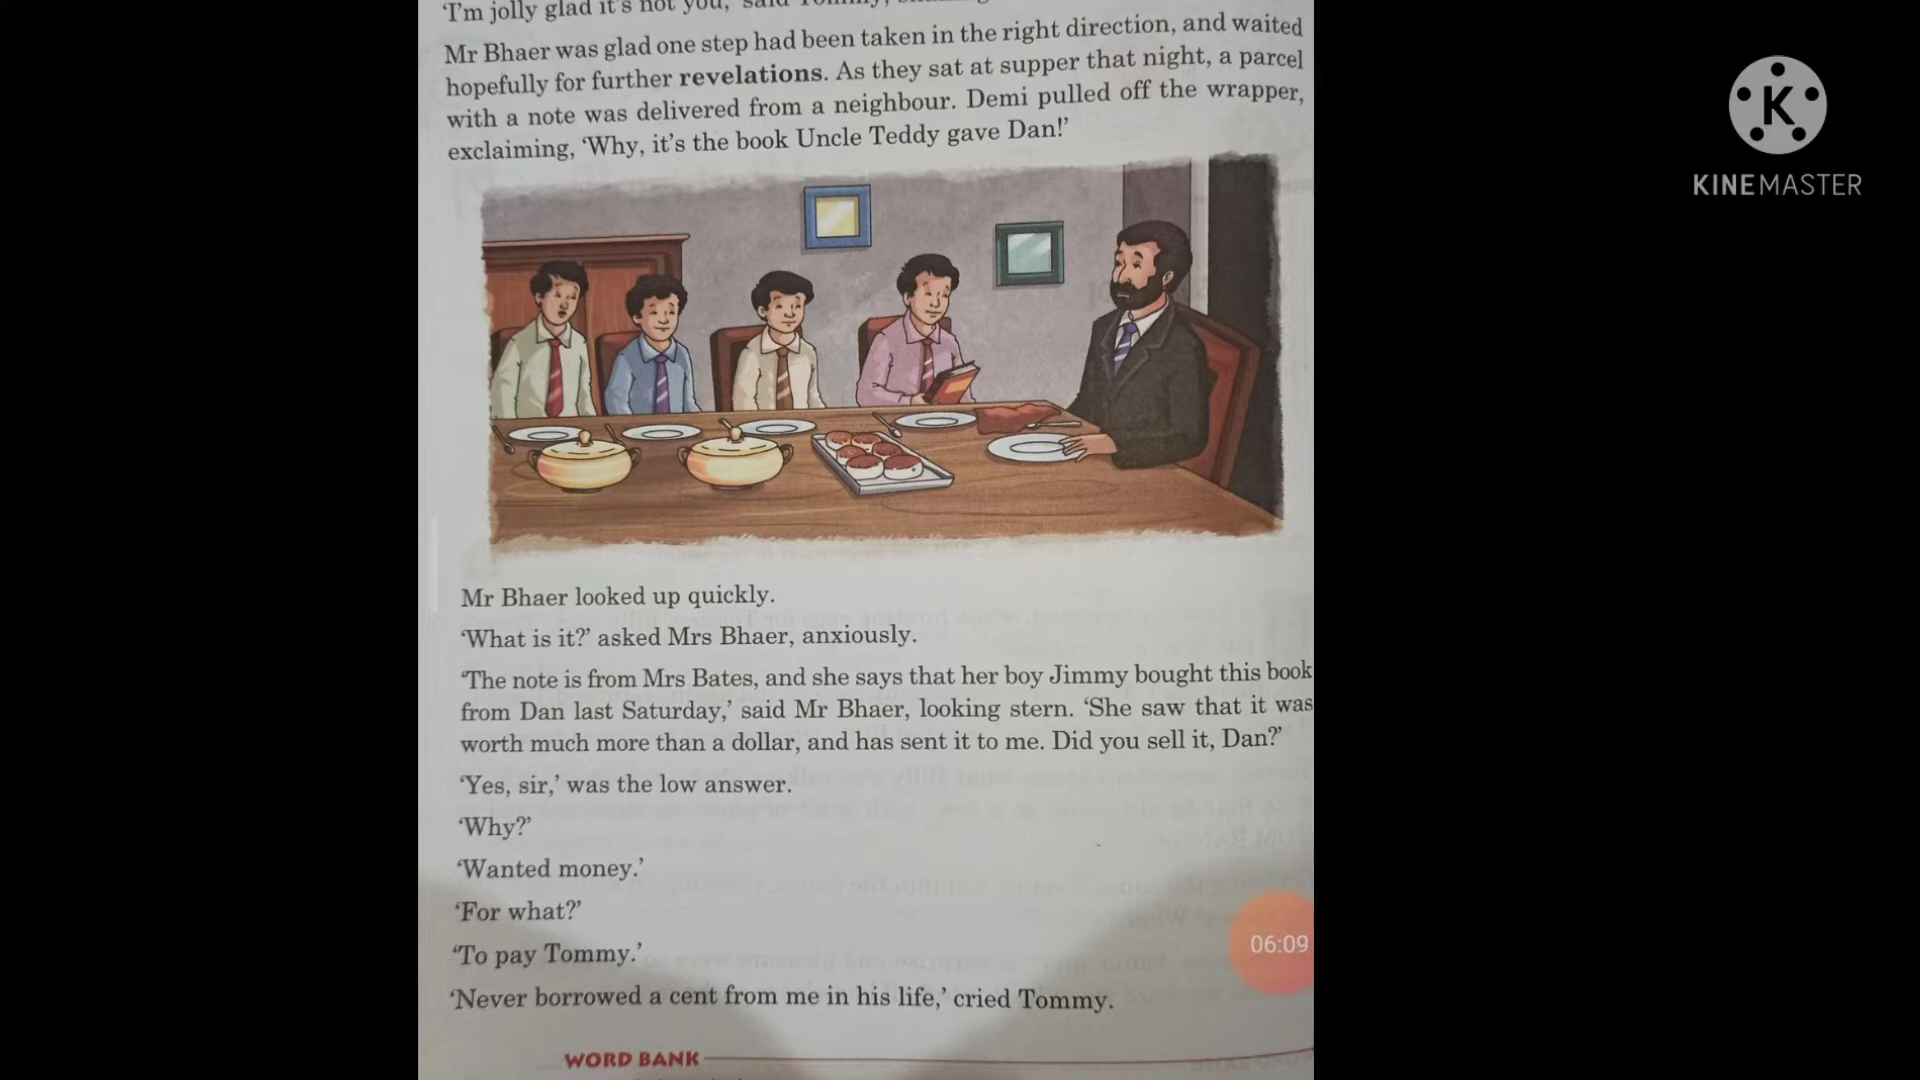 'I'm jolly glad it's not you,' said Tommy,
Mr Bhaer was glad one step had been taken in the right direction, and waited
hopefully for further revelations. As they sat at supper that night, a parcel
with a note was delivered from a neighbour. Demi pulled off the wrapper,
exclaiming, 'Why, it's the book Uncle Teddy gave Dan!'
Mr Bhaer looked up quickly.
'What is it?' asked Mrs Bhaer, anxiously.
'The note is from Mrs Bates, and she says that her boy Jimmy bought this book
from Dan last Saturday,' said Mr Bhaer, looking stern. 'She saw that it was
worth much more than a dollar, and has sent it to me. Did you sell it, Dan?'
'Yes, sir,' was the low answer.
'Why?'
'Wanted money.'
'For what?'
'To pay Tommy.'
'Never borrowed a cent from me in his life,' cried Tommy.
WORD BANK
06:09
K
KINEMASTER